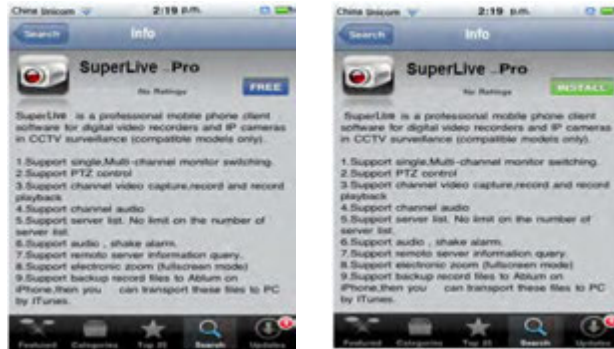 China Unicom 2:19 p.m.
Search Info
SuperLive Pro
No Ratings FREE
SuperLive is a professional mobile phone client
software for digital video recorders and IP cameras
in CCTV surveillance (compatible models only).
1.Support single,Multi-channel monitor switching.
2.Support PTZ control
3.Support channel video capture,record and record
playback
4.Support channel audio
5.Support server list. No limit on the number of
server list.
6.Support audio , shake alarm.
7.Support remote server information query.
8.Support electronic zoom (fullscreen mode)
9.Support backup record files to Ablum on
iPhone,then you can transport these files to PC
by iTunes.
Featured Categories Top 25 Search Updates
China Unicom 2:19 p.m.
Search Info
SuperLive Pro
No Ratings INSTALL
SuperLive is a professional mobile phone client
software for digital video recorders and IP cameras
in CCTV surveillance (compatible models only).
1.Support single,Multi-channel monitor switching.
2.Support PTZ control
3.Support channel video capture,record and record
playback
4.Support channel audio
5.Support server list. No limit on the number of
server list.
6.Support audio , shake alarm.
7.Support remote server information query.
8.Support electronic zoom (fullscreen mode)
9.Support backup record files to Ablum on
iPhone,then you can transport these files to PC
by iTunes.
Featured Categories Top 25 Search Updates